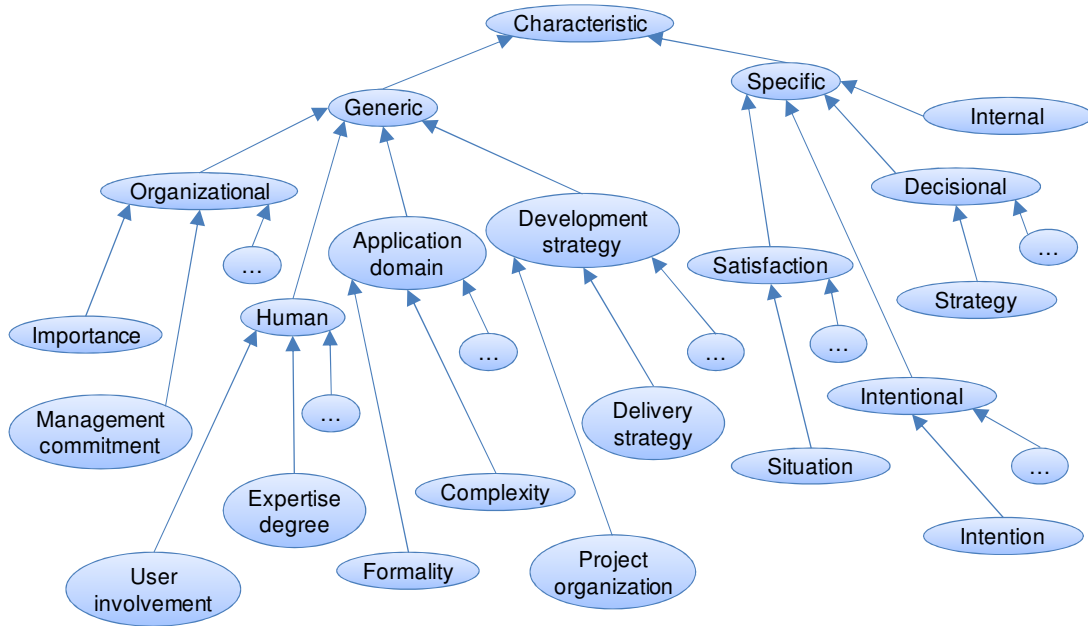 Characteristic
Generic
Specific
Internal
Organizational
Decisional
Application
domain
Development
strategy
...
...
Satisfaction
Strategy
Importance
Human
...
...
...
Management
commitment
...
Delivery
strategy
Intentional
Situation
...
Expertise
degree
Complexity
Intention
User
involvement
Formality
Project
organization